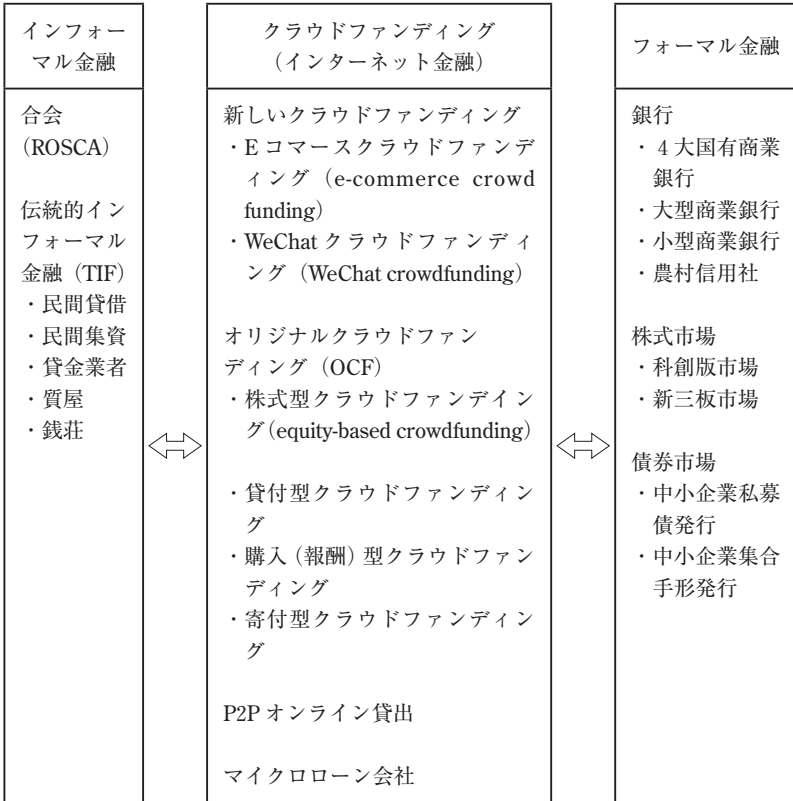 インフォー
マル金融
合会
(ROSCA)
伝統的イン
フォーマル
金融（TIF）
・民間貸借
・民間集資
・貸金業者
・質屋
・銭荘
クラウドファンディング
（インターネット金融）
新しいクラウドファンディング
・E コマースクラウドファンデ
ィング（e-commerce crowd
funding）
・WeChat クラウドファンディ
ング（WeChat crowdfunding）
オリジナルクラウドファン
ディング（OCF）
・株式型クラウドファンデイン
グ（equity-based crowdfunding）
・貸付型クラウドファンディン
グ
・購入（報酬）型クラウドファン
ディング
・寄付型クラウドファンディン
グ
P2P オンライン貸出
マイクロローン会社
フォーマル金融
銀行
・４大国有商業
銀行
・大型商業銀行
・小型商業銀行
・農村信用社
株式市場
・科創版市場
・新三板市場
債券市場
・中小企業私募
債発行
・中小企業集合
手形発行